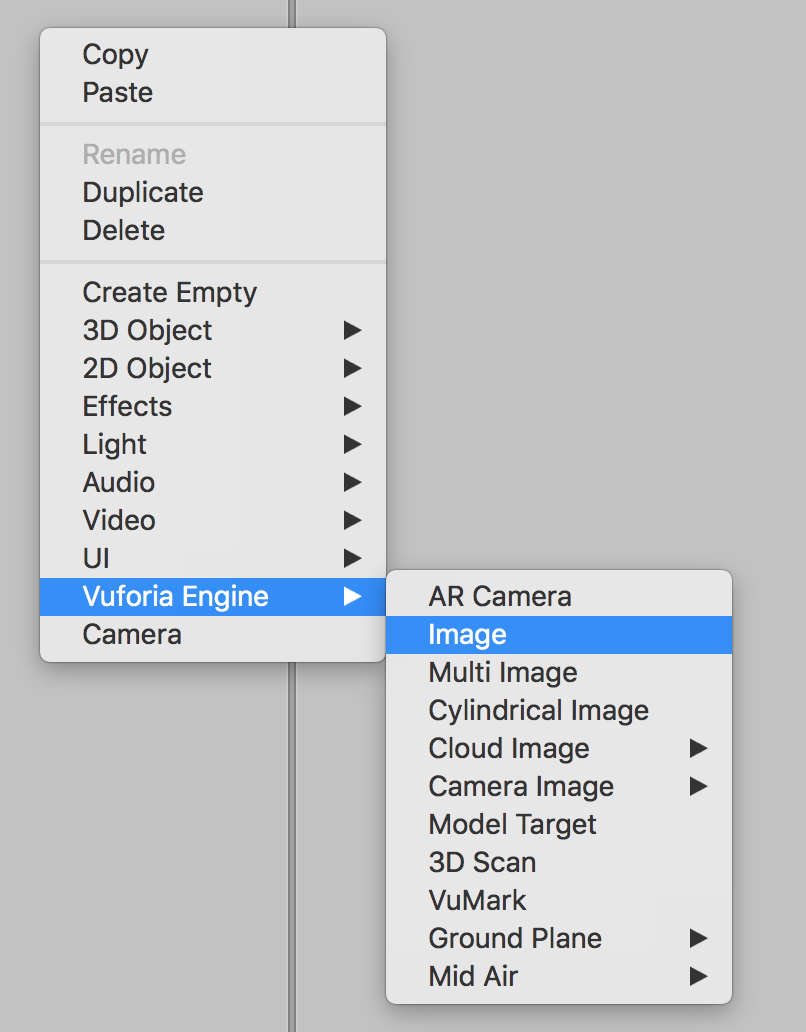 Copy
Paste
Rename
Duplicate
Delete
Create Empty
3D Object
2D Object
Effects
Light
Audio
Video
UI
Vuforia Engine
Camera
AR Camera
Image
Multi Image
Cylindrical Image
Cloud Image
Camera Image
Model Target
3D Scan
VuMark
Ground Plane
Mid Air